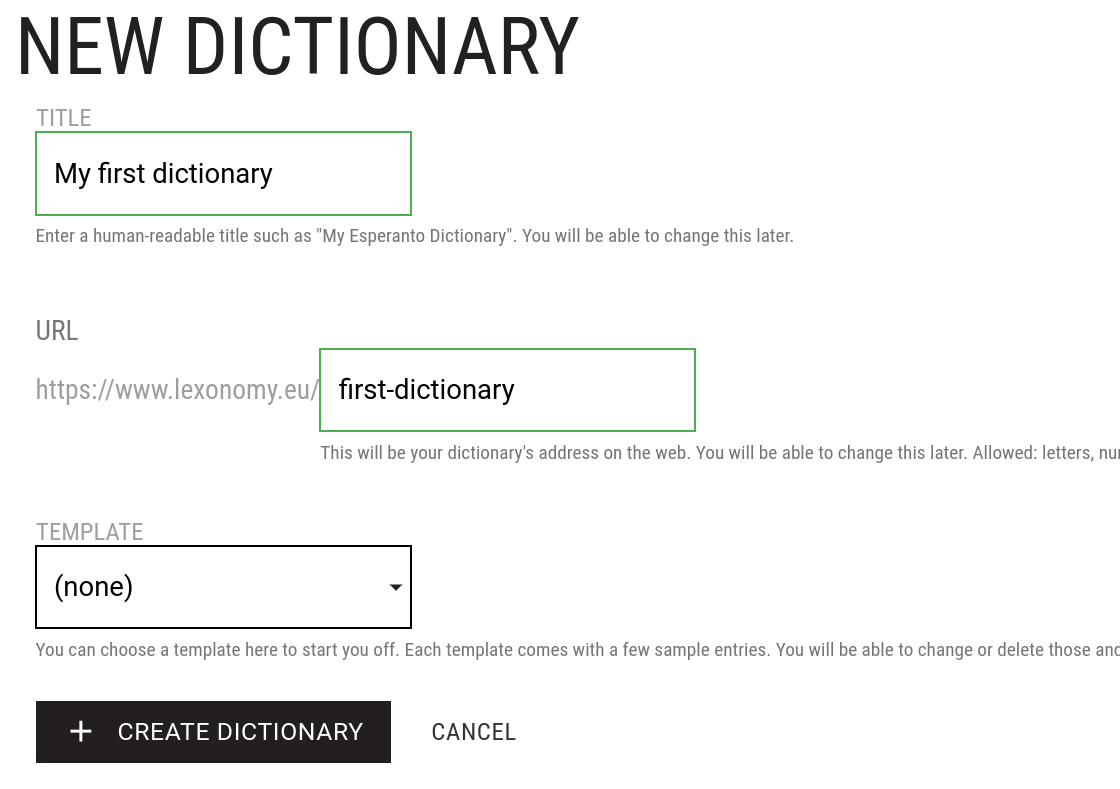 NEW DICTIONARY
TITLE
My first dictionary
Enter a human-readable title such as "My Esperanto Dictionary". You will be able to change this later.
URL
https://www.lexonomy.eu/ first-dictionary
This will be your dictionary's address on the web. You will be able to change this later. Allowed: letters,
TEMPLATE
(none)
You can choose a template here to start you off. Each template comes with a few sample entries. You will be able to change or delete those and
CREATE DICTIONARY CANCEL